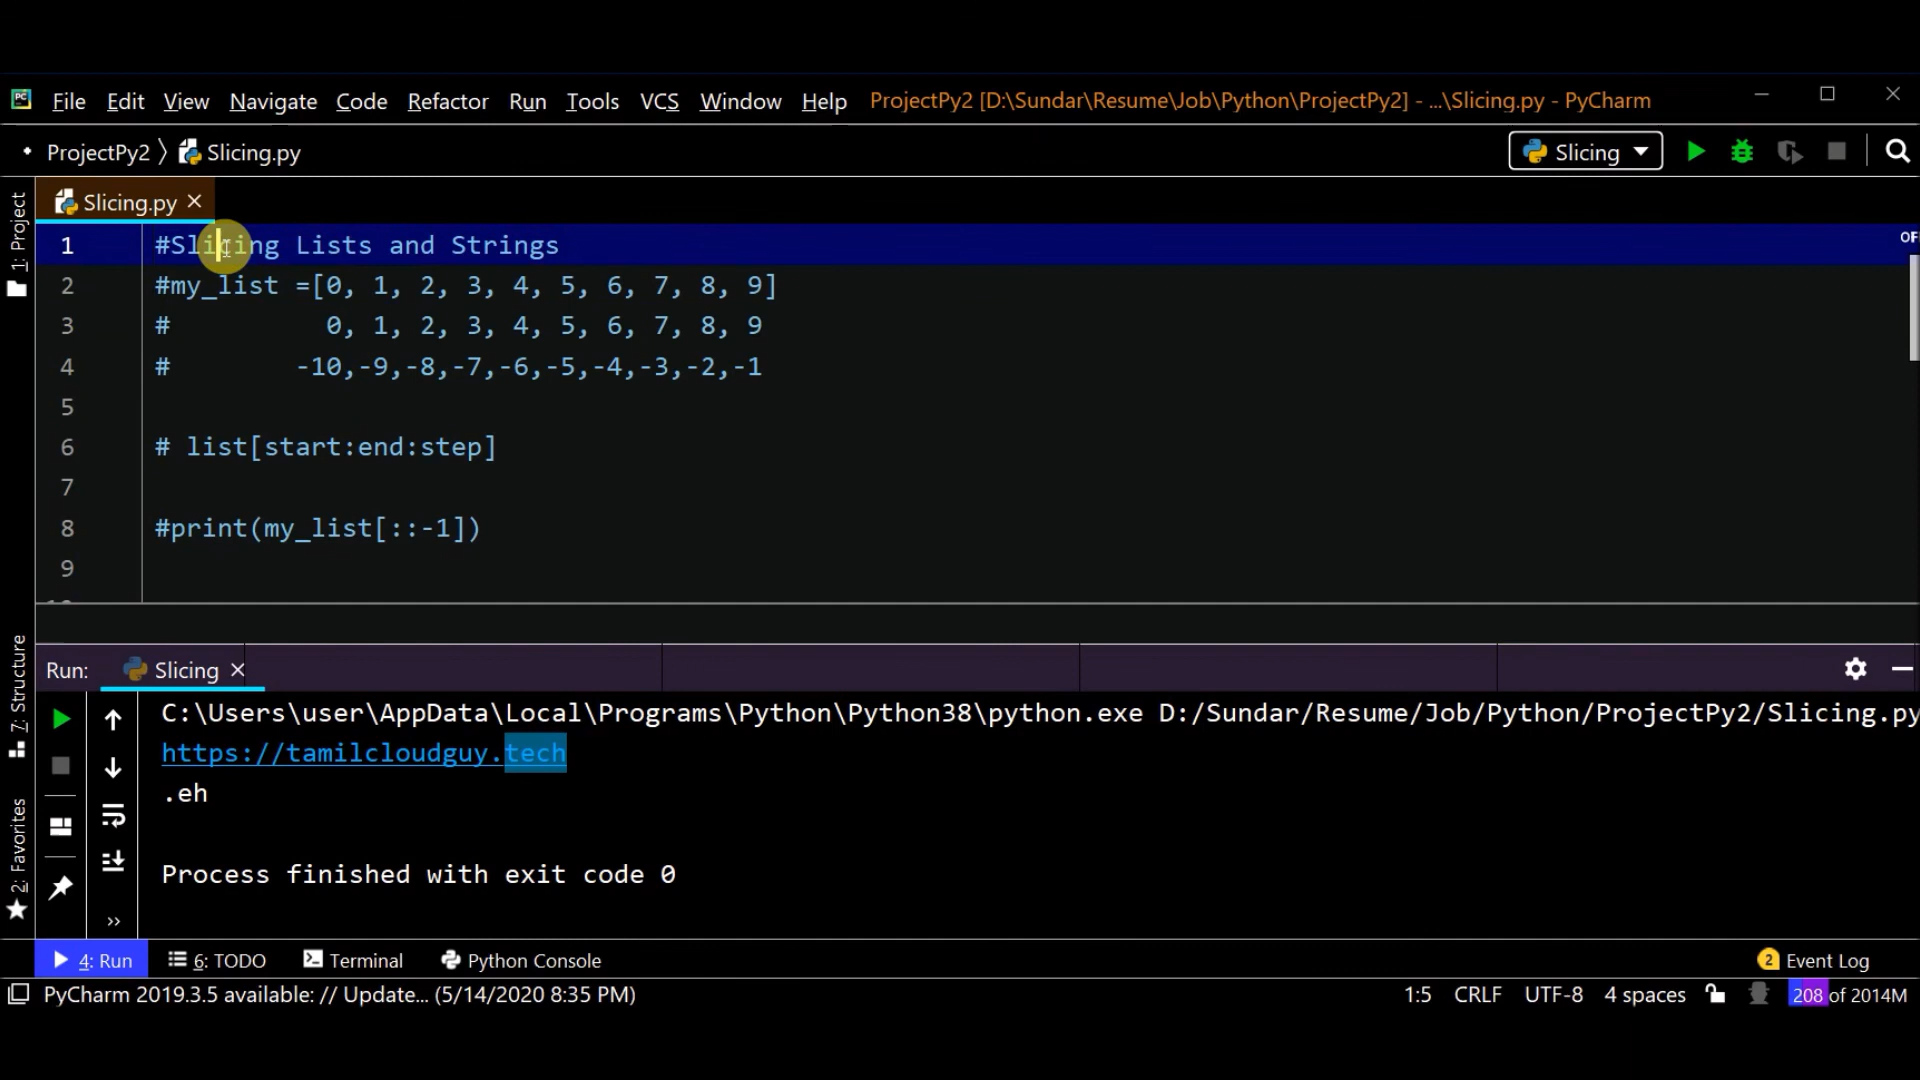 File Edit View Navigate Code Refactor Run Tools VCS Window Help ProjectPy2 [D:\Sundar\Resume\Job\Python\ProjectPy2] - ...\Slicing.py - PyCharm
ProjectPy2 Slicing.py Slicing
1: Project
Slicing.py
1 #Slicing Lists and Strings
OF
2 #my_list =[0, 1, 2, 3, 4, 5, 6, 7, 8, 9]
3 # 0, 1, 2, 3, 4, 5, 6, 7, 8, 9
4 # -10,-9,-8,-7,-6,-5,-4,-3,-2,-1
5
6 # list[start:end:step]
7
8 #print(my_list[::-1])
9
7: Structure
2: Favorites
Run: Slicing
C:\Users\user\AppData\Local\Programs\Python\Python38\python.exe D:/Sundar/Resume/Job/Python/ProjectPy2/Slicing.py
https://tamilcloudguy.tech
.eh
Process finished with exit code 0
4: Run 6: TODO Terminal Python Console 2 Event Log
PyCharm 2019.3.5 available: // Update... (5/14/2020 8:35 PM) 1:5 CRLF UTF-8 4 spaces 208 of 2014M